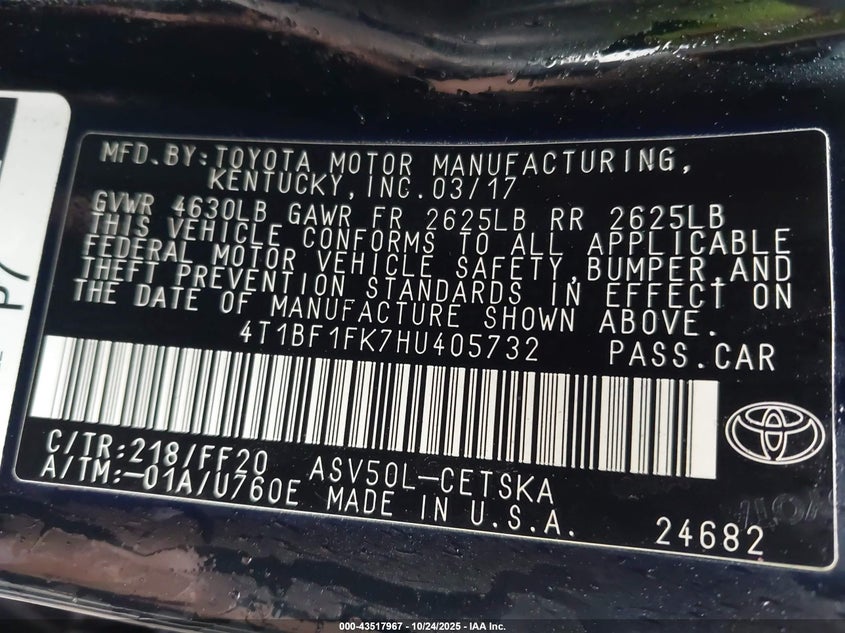 MFD.BY:TOYOTA MOTOR MANUFACTURING,
KENTUCKY,INC.03/17
GVWR 4630LB GAWR FR 2625LB RR 2625LB
THIS VEHICLE CONFORMS TO ALL APPLICABLE
FEDERAL MOTOR VEHICLE SAFETY,BUMPER,AND
THEFT PREVENTION STANDARDS IN EFFECT ON
THE DATE OF MANUFACTURE SHOWN ABOVE.
4T1BF1FK7HU405732 PASS.CAR
C/TR:218/FF20 ASV50L-CETSKA
A/TM:-01A/U760E MADE IN U.S.A. 24682
000-43517967 - 10/24/2025 - IAA Inc.